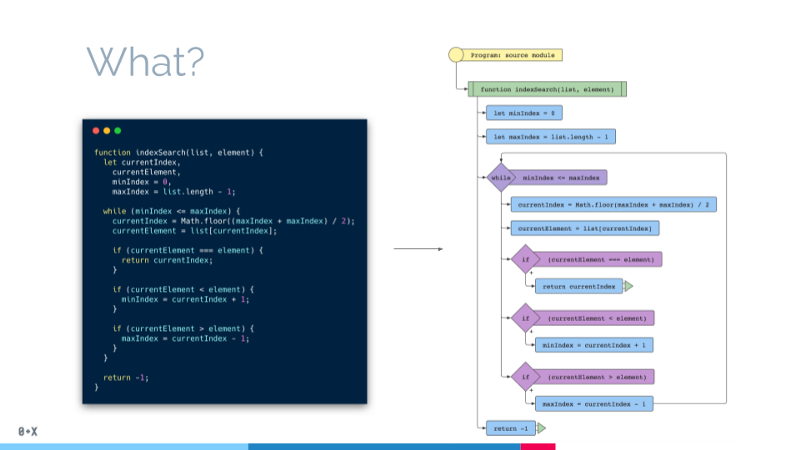 What?
function indexSearch(list, element) {
let currentIndex,
currentElement,
minIndex = 0,
maxIndex = list.length - 1;
while (minIndex <= maxIndex) {
currentIndex = Math.floor((maxIndex + maxIndex) / 2);
currentElement = list[currentIndex];
if (currentElement === element) {
return currentIndex;
}
if (currentElement < element) {
minIndex = currentIndex + 1;
}
if (currentElement > element) {
maxIndex = currentIndex - 1;
}
}
return -1;
}
Program: source module
function indexSearch(list, element)
let minIndex = 0
let maxIndex = list.length - 1
while minIndex <= maxIndex
currentIndex = Math.floor(maxIndex + maxIndex) / 2
currentElement = list(currentIndex)
if (currentElement === element)
+
return currentIndex
if (currentElement < element)
+
minIndex = currentIndex + 1
if (currentElement > element)
+
maxIndex = currentIndex - 1
return -1
0+X